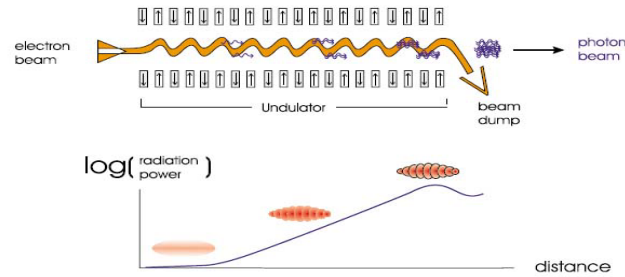 electron
beam
Undulator
photon
beam
beam
dump
log( radiation
power )
distance